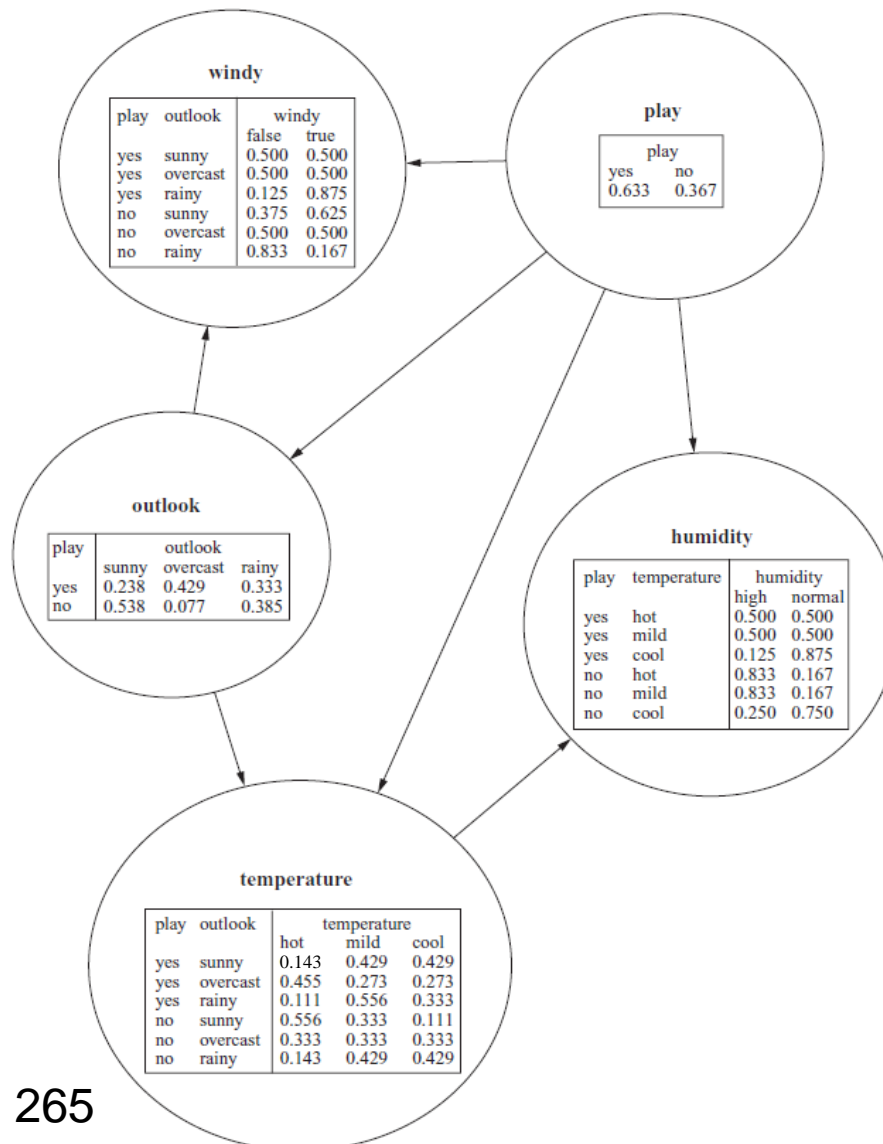 windy
play outlook windy
false true
yes sunny 0.500 0.500
yes overcast 0.500 0.500
yes rainy 0.125 0.875
no sunny 0.375 0.625
no overcast 0.500 0.500
no rainy 0.833 0.167
play
play
yes no
0.633 0.367
outlook
play outlook
sunny overcast rainy
yes 0.238 0.429 0.333
no 0.538 0.077 0.385
humidity
play temperature humidity
high normal
yes hot 0.500 0.500
yes mild 0.500 0.500
yes cool 0.125 0.875
no hot 0.833 0.167
no mild 0.833 0.167
no cool 0.250 0.750
temperature
play outlook temperature
hot mild cool
yes sunny 0.143 0.429 0.429
yes overcast 0.455 0.273 0.273
yes rainy 0.111 0.556 0.333
no sunny 0.556 0.333 0.111
no overcast 0.333 0.333 0.333
no rainy 0.143 0.429 0.429
265